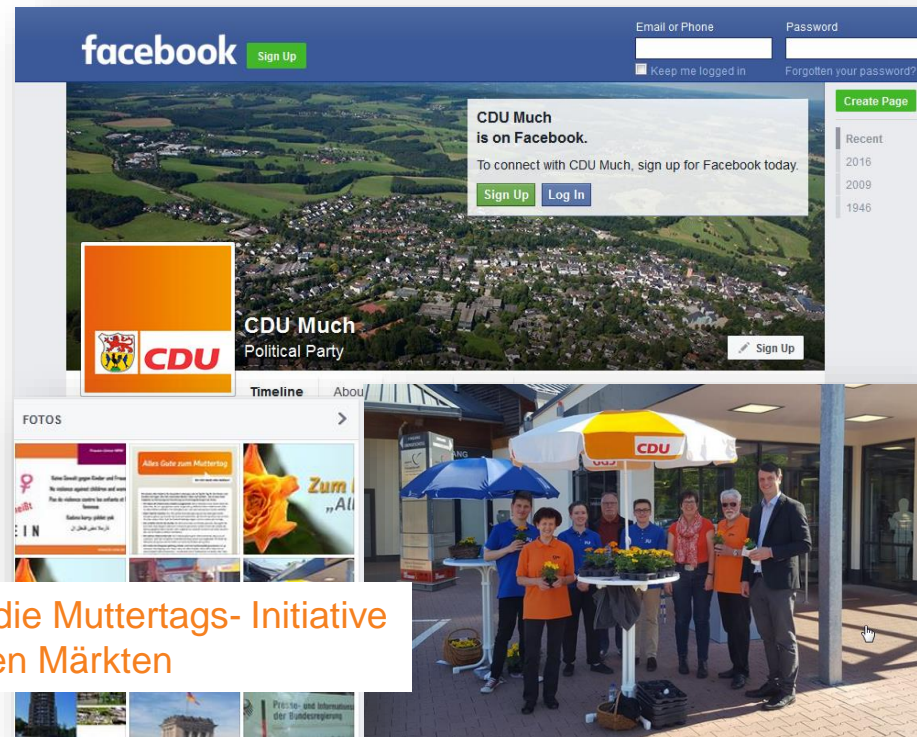 facebook
Sign Up
Email or Phone
Password
Keep me logged in
Forgotten your password?
CDU Much
is on Facebook.
To connect with CDU Much, sign up for Facebook today.
Sign Up
Log In
Create Page
Recent
2016
2009
1946
CDU
CDU Much
Political Party
Sign Up
Timeline
Abou
FOTOS
Alles Gute zum Muttertag
Zum
„All
EIN
CDU
die Muttertags- Initiative
en Märkten
Presse- und Informations
der Bundesregierung